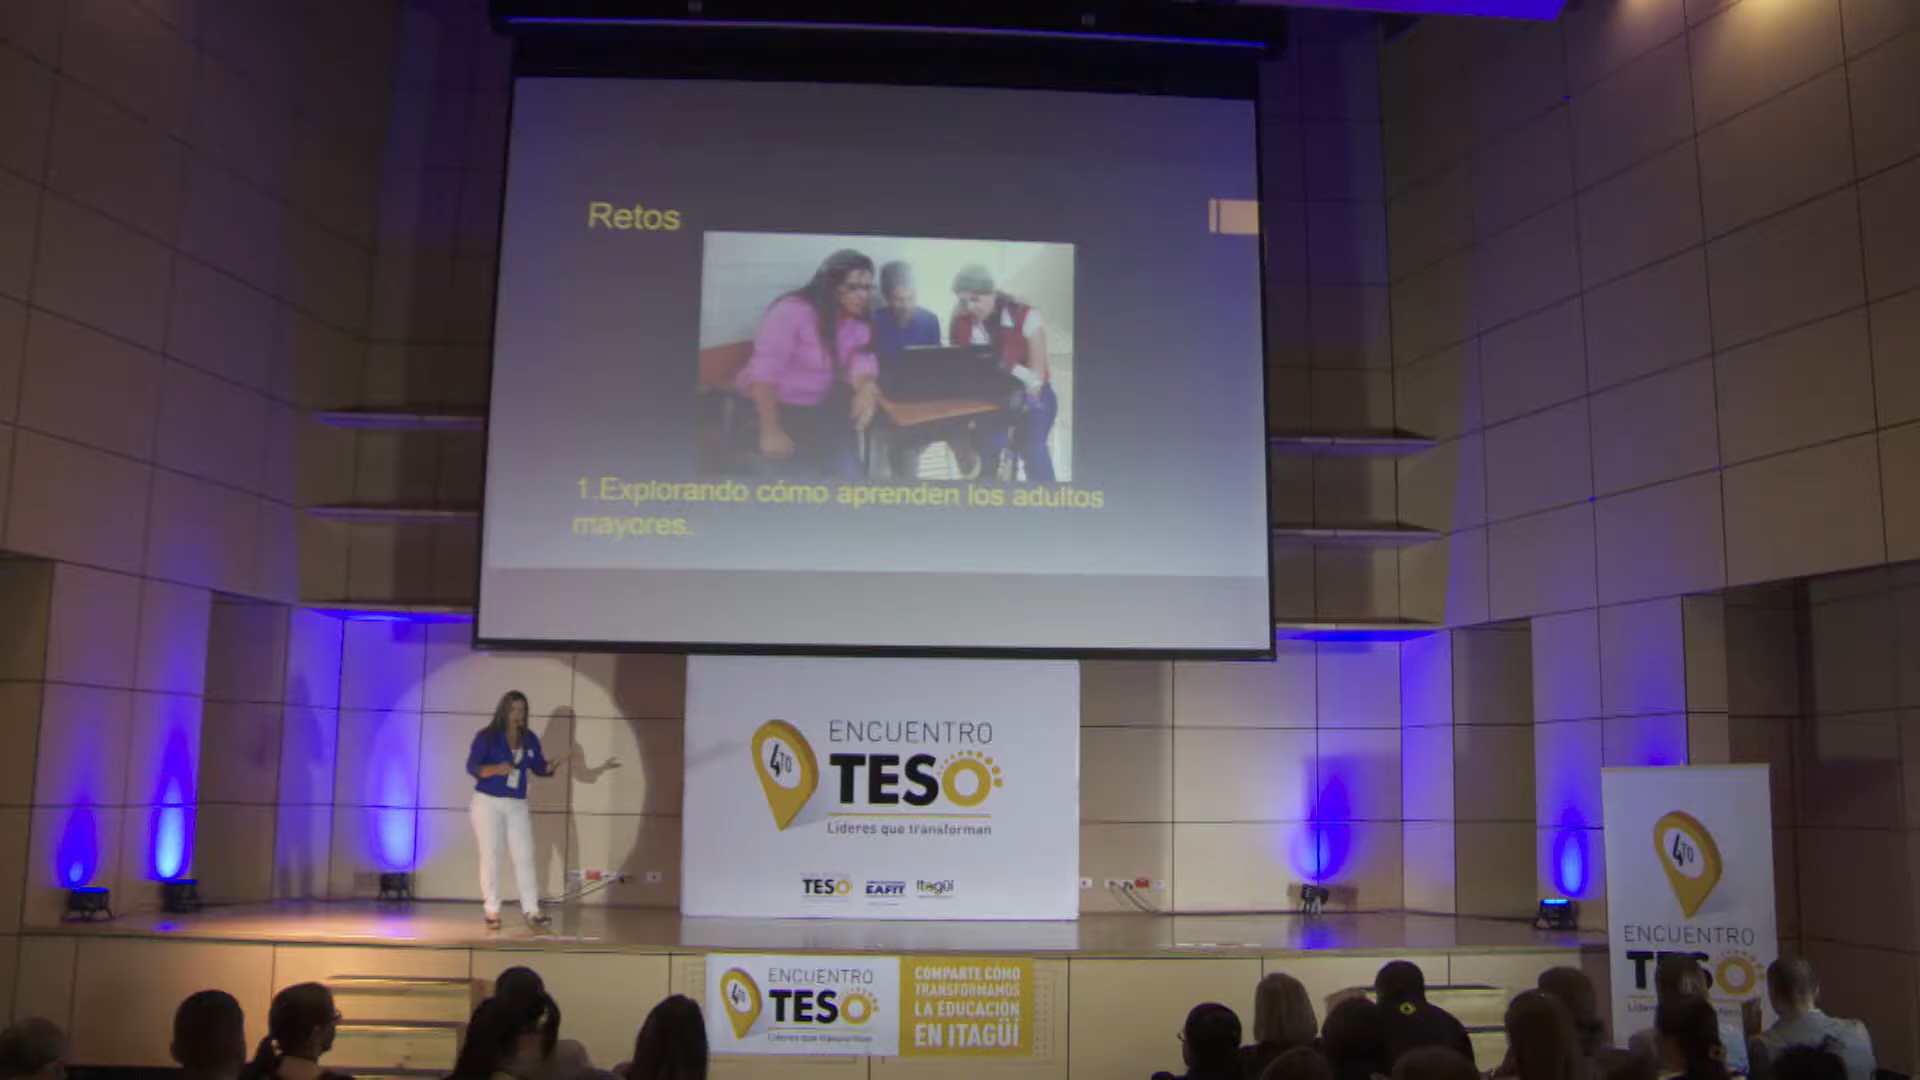 Retos
1.Explorando cómo aprenden los adultos
mayores.
4TO
ENCUENTRO
TESO
Líderes que transforman
TESO
EAFIT
Itagüí
4TO
ENCUENTRO
TESO
Líderes que transforman
COMPARTE CÓMO
TRANSFORMAMOS
LA EDUCACIÓN
EN ITAGÜÍ
4TO
ENCUENTRO
TESO